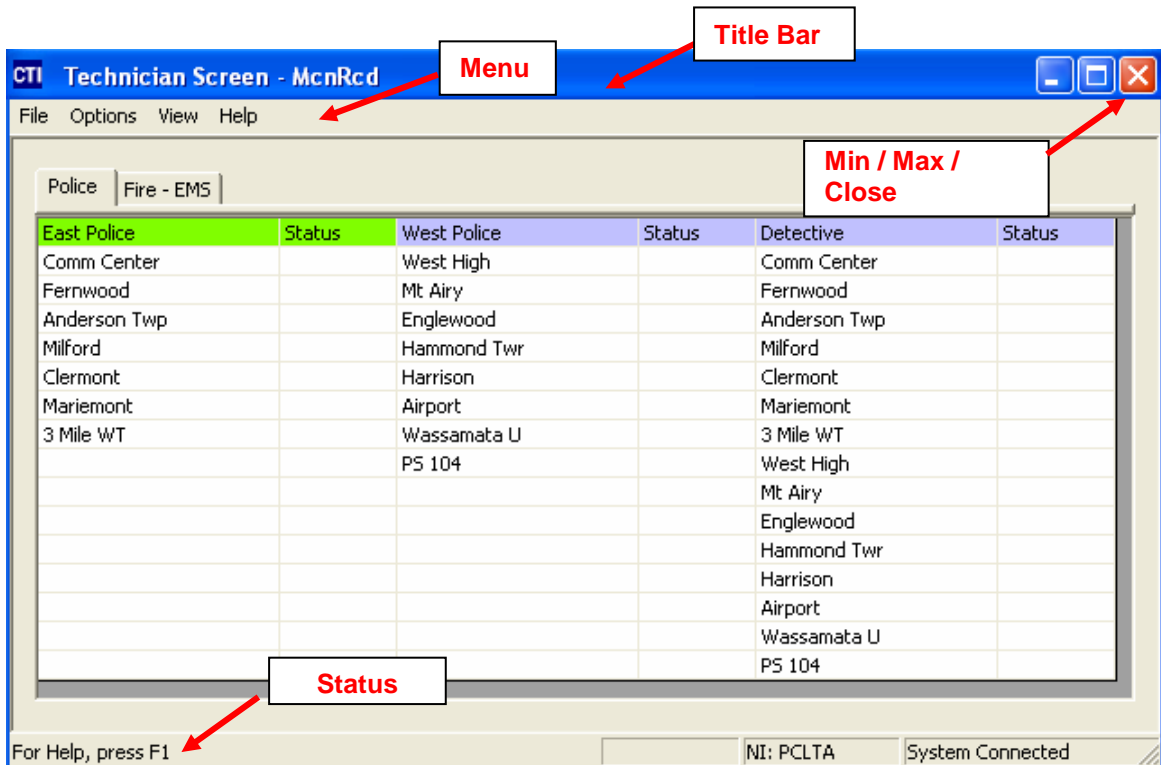 Title Bar
Menu
CTI Technician Screen - McnRcd
File Options View Help
Min / Max /
Close
Police Fire - EMS
East Police Status West Police Status Detective Status
Comm Center West High Comm Center
Fernwood Mt Airy Fernwood
Anderson Twp Englewood Anderson Twp
Milford Hammond Twr Milford
Clermont Harrison Clermont
Mariemont Airport Mariemont
3 Mile WT Wassamata U 3 Mile WT
PS 104 West High
Mt Airy
Englewood
Hammond Twr
Harrison
Airport
Wassamata U
PS 104
Status
For Help, press F1 NI: PCLTA System Connected